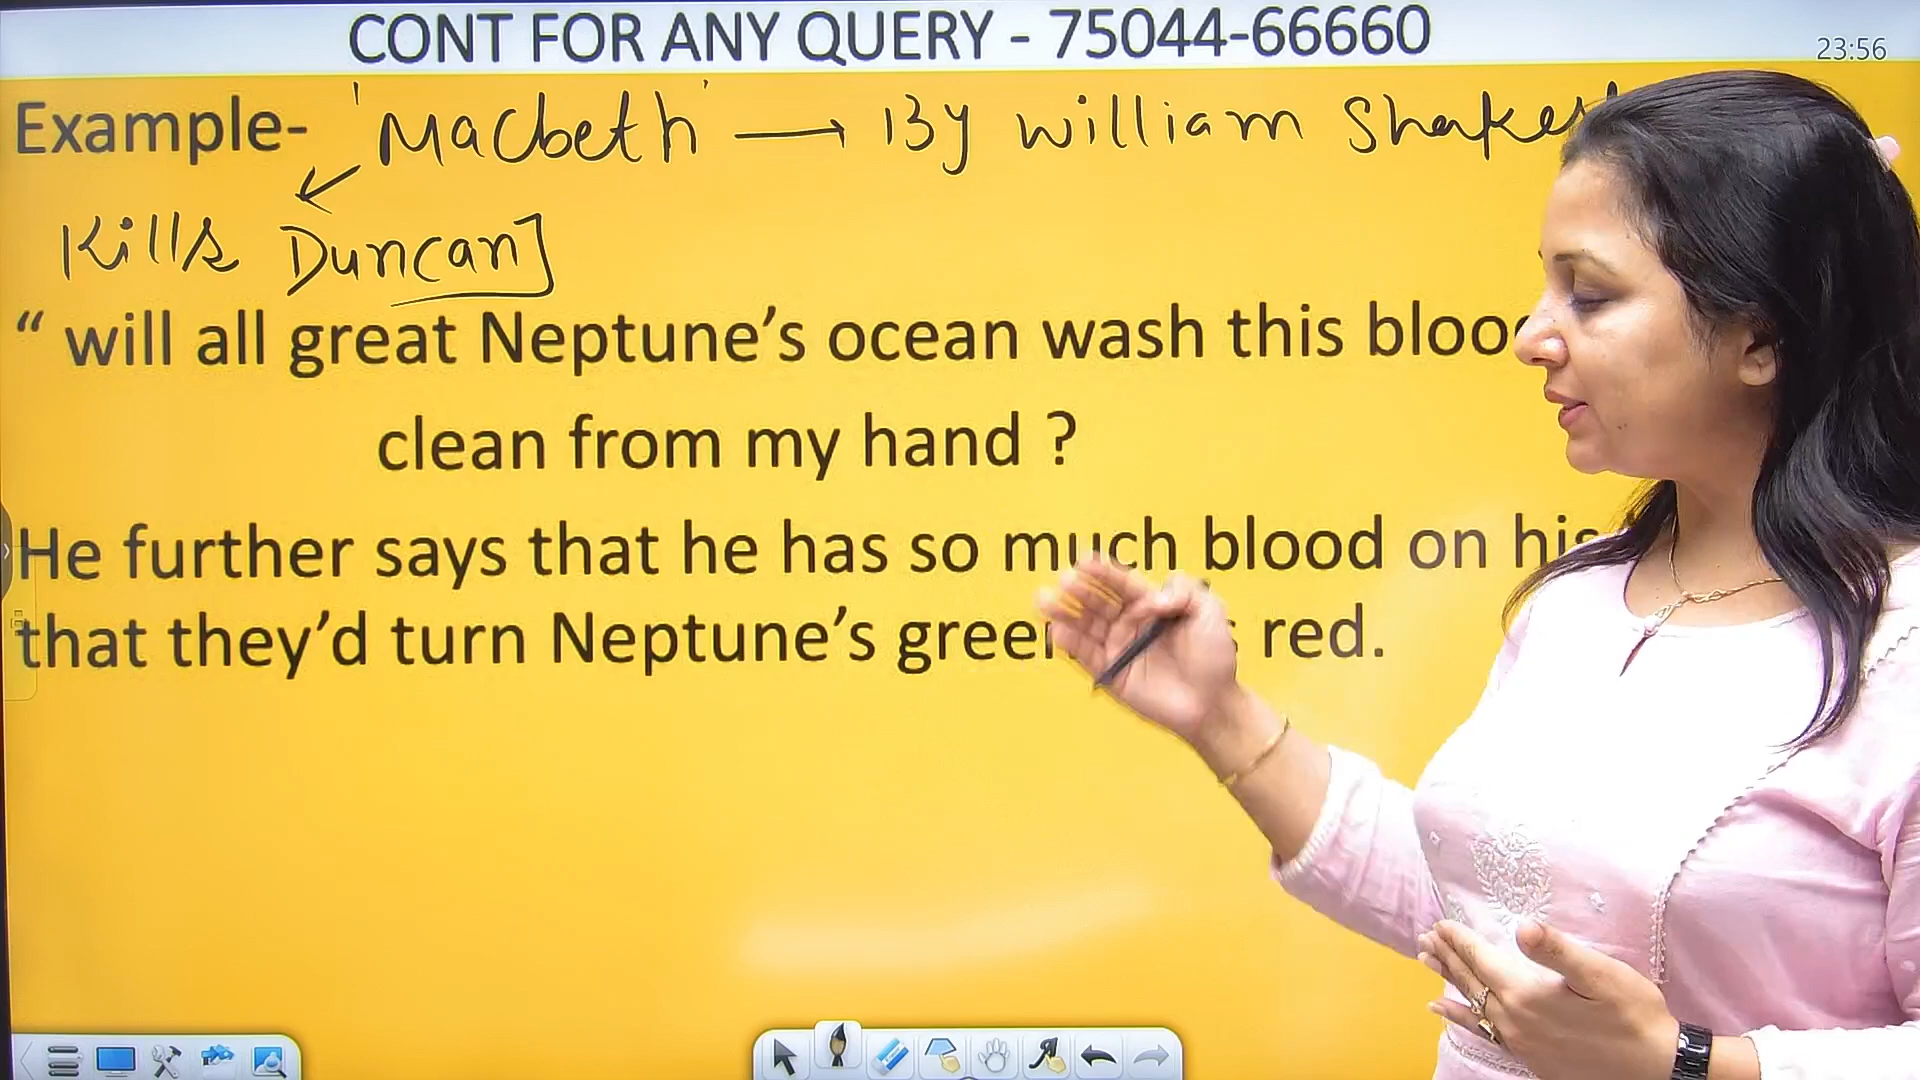 CONT FOR ANY QUERY - 75044-66660
23:56
Example- 'Macbeth' → By William
Kills Duncan]
“ will all great Neptune’s ocean wash this
clean from my hand ?
He further says that he has so much blood on his
that they’d turn Neptune’s red.